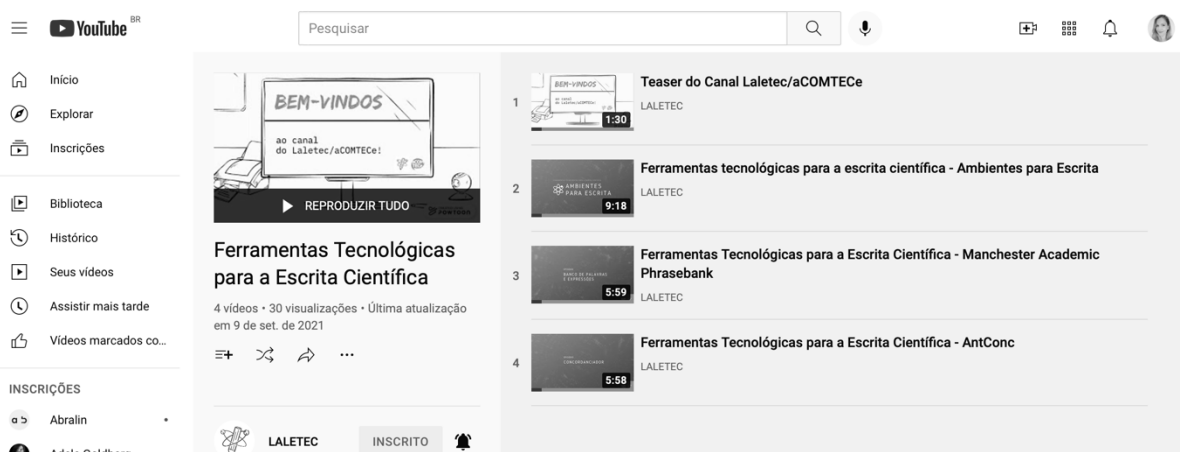 YouTube BR
Pesquisar
Início
Explorar
Inscrições
Biblioteca
Histórico
Seus vídeos
Assistir mais tarde
Vídeos marcados co...
INSCRIÇÕES
Abralin
BEM-VINDOS
ao canal
do Laletec/aCOMTECe!
REPRODUZIR TUDO
Ferramentas Tecnológicas
para a Escrita Científica
4 vídeos • 30 visualizações • Última atualização
em 9 de set. de 2021
LALETEC
INSCRITO
1
BEM-VINDOS
ao canal
do Laletec/aCOMTECe!
1:30
Teaser do Canal Laletec/aCOMTECe
LALETEC
2
AMBIENTES
PARA ESCRITA
9:18
Ferramentas tecnológicas para a escrita científica - Ambientes para Escrita
LALETEC
3
BANCO DE PALAVRAS
E EXPRESSÕES
5:59
Ferramentas Tecnológicas para a Escrita Científica - Manchester Academic
Phrasebank
LALETEC
4
CONCORDANCIADOR
5:58
Ferramentas Tecnológicas para a Escrita Científica - AntConc
LALETEC